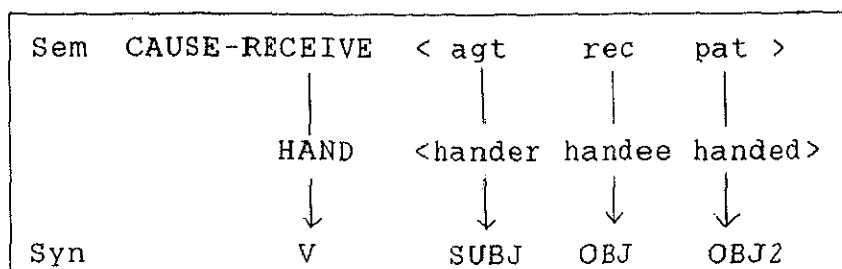 Sem CAUSE-RECEIVE < agt rec pat >
HAND <hander handee handed>
Syn V SUBJ OBJ OBJ2